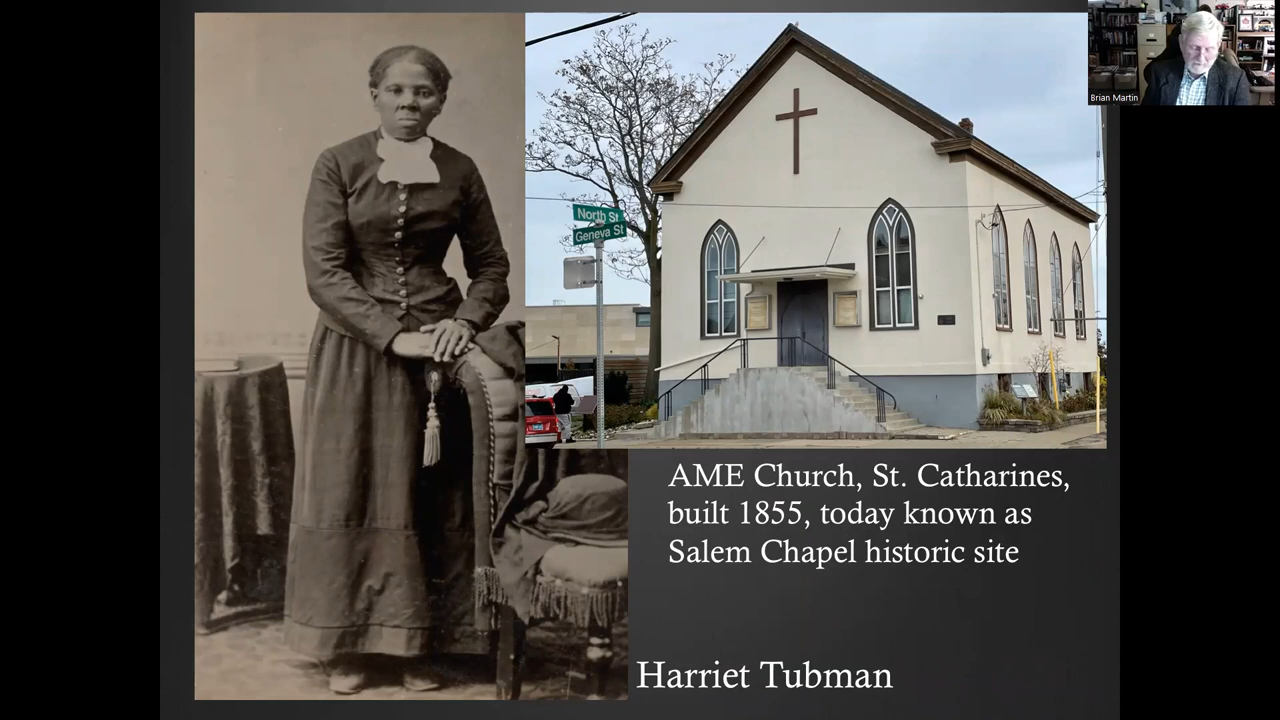 Brian Martin
North St.
Geneva St
AME Church, St. Catharines,
built 1855, today known as
Salem Chapel historic site
Harriet Tubman